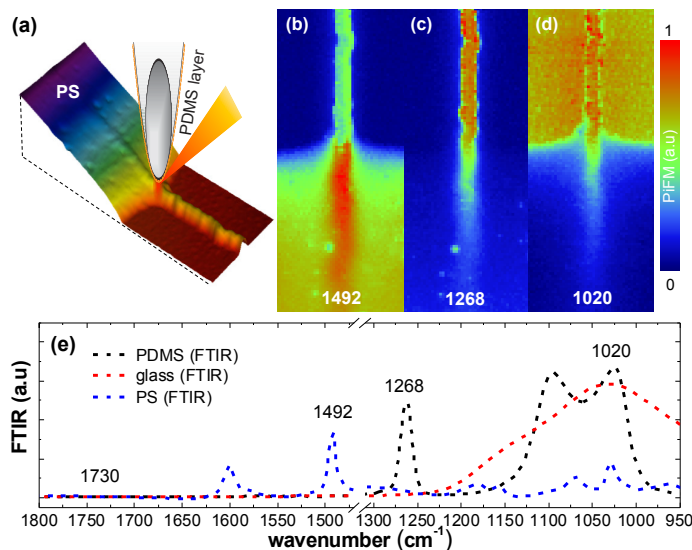 (a)
PS
PDMS layer
(b)
1492
(c)
1268
(d)
1020
1
PiFM (a.u)
0
(e)
PDMS (FTIR)
glass (FTIR)
PS (FTIR)
1730
1492
1268
1020
FTIR (a.u)
1800 1750 1700 1650 1600 1550 1500 1300 1250 1200 1150 1100 1050 1000 950
wavenumber (cm⁻¹)